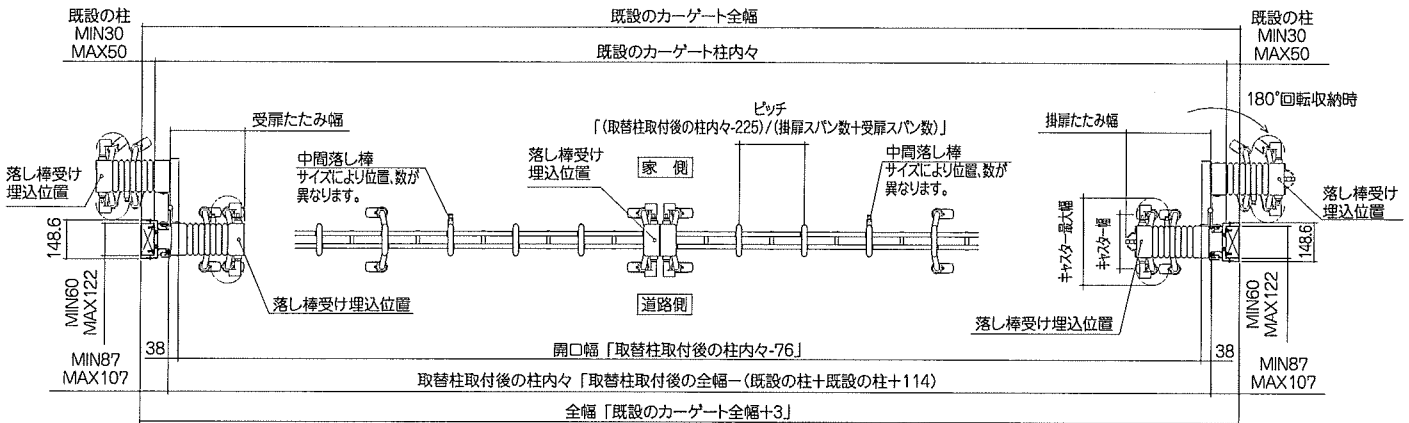 既設の柱
MIN30
MAX50
既設のカーゲート全幅
既設の柱
MIN30
MAX50
既設のカーゲート柱内々
180°回転収納時
受扉たたみ幅
ピッチ
「(取替柱取付後の柱内々-225)/(掛扉スパン数+受扉スパン数)」
掛扉たたみ幅
落し棒受け
埋込位置
中間落し棒
サイズにより位置、数が
異なります。
落し棒受け
埋込位置
家 側
中間落し棒
サイズにより位置、数が
異なります。
落し棒受け
埋込位置
148.6
キャスター最大幅
キャスター幅
148.6
MIN60
MAX122
落し棒受け埋込位置
道路側
落し棒受け埋込位置
MIN60
MAX122
38
開口幅「取替柱取付後の柱内々-76」
38
MIN87
MAX107
取替柱取付後の柱内々「取替柱取付後の全幅-(既設の柱+既設の柱+114)
MIN87
MAX107
全幅「既設のカーゲート全幅+3」